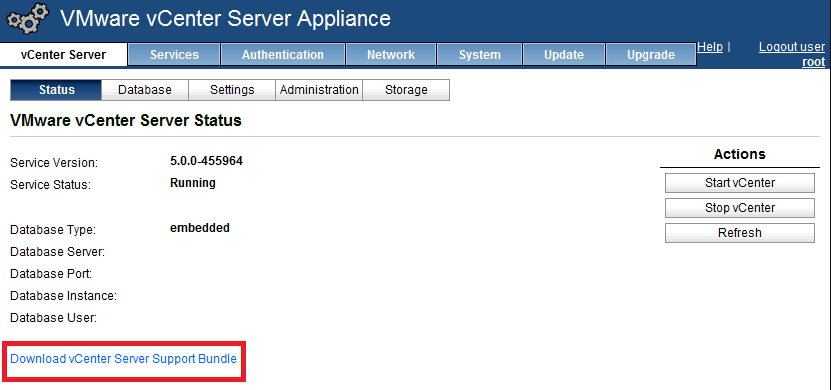 VMware vCenter Server Appliance
vCenter Server Services Authentication Network System Update Upgrade Help | Logout user root
Status Database Settings Administration Storage
VMware vCenter Server Status
Service Version: 5.0.0-455964
Service Status: Running
Database Type: embedded
Database Server:
Database Port:
Database Instance:
Database User:
Download vCenter Server Support Bundle
Actions
Start vCenter
Stop vCenter
Refresh